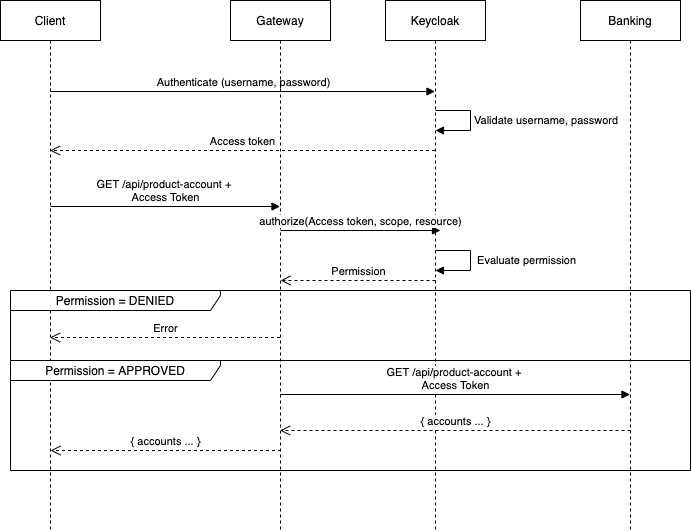 Client
Gateway
Keycloak
Banking
Authenticate (username, password)
Validate username, password
Access token
GET /api/product-account +
Access Token
authorize(Access token, scope, resource)
Evaluate permission
Permission
Permission = DENIED
Error
Permission = APPROVED
GET /api/product-account +
Access Token
{ accounts ... }
{ accounts ... }